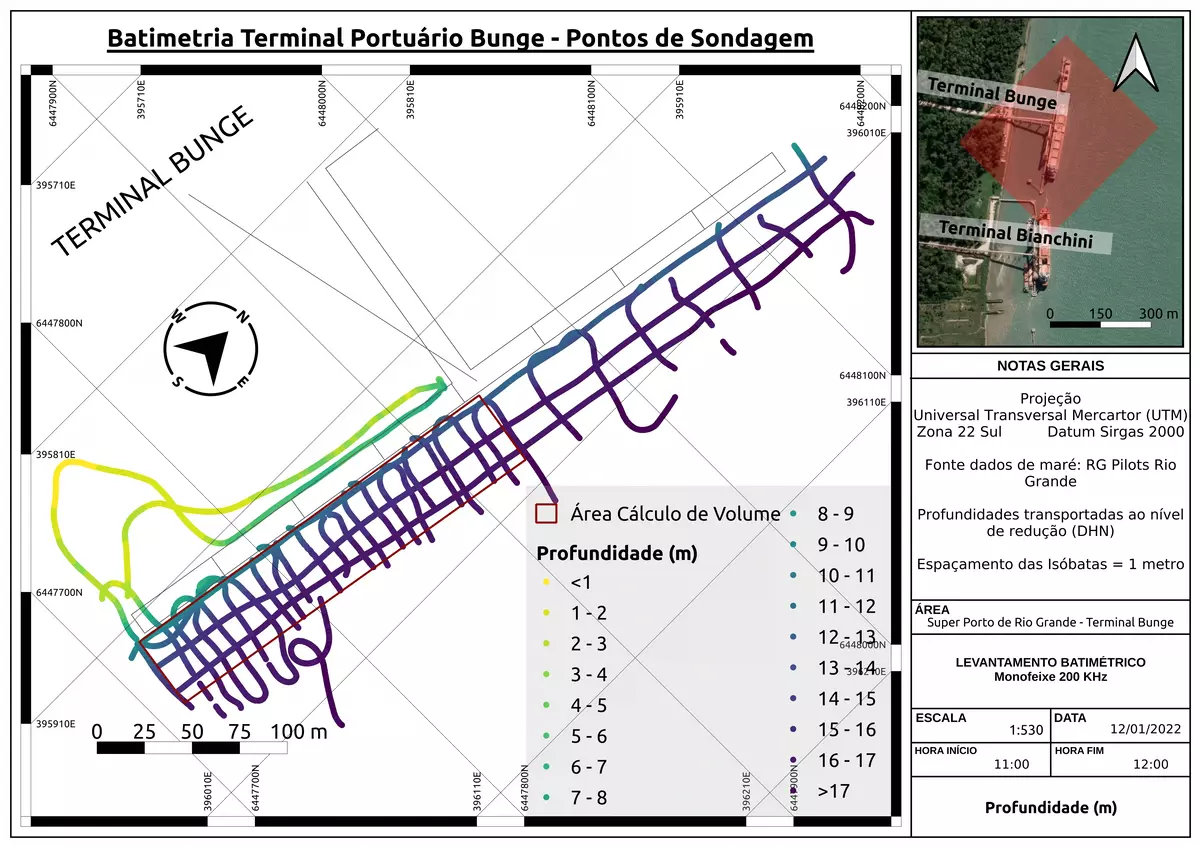 Batimetria Terminal Portuário Bunge - Pontos de Sondagem
6447900N
395710E
6448000N
395810E
6448100N
395910E
6448200N
6448200N
396010E
TERMINAL BUNGE
395710E
6447800N
395810E
6447700N
395910E
W
N
S
E
6448100N
396110E
6448000N
396210E
0 25 50 75 100 m
396010E
6447700N
396110E
6447800N
396210E
6447900N
Área Cálculo de Volume
Profundidade (m)
<1
1 - 2
2 - 3
3 - 4
4 - 5
5 - 6
6 - 7
7 - 8
8 - 9
9 - 10
10 - 11
11 - 12
12 - 13
13 - 14
14 - 15
15 - 16
16 - 17
>17
Terminal Bunge
Terminal Bianchini
0 150 300 m
NOTAS GERAIS
Projeção
Universal Transversal Mercartor (UTM)
Zona 22 Sul Datum Sirgas 2000
Fonte dados de maré: RG Pilots Rio
Grande
Profundidades transportadas ao nível
de redução (DHN)
Espaçamento das Isóbatas = 1 metro
ÁREA
Super Porto de Rio Grande - Terminal Bunge
LEVANTAMENTO BATIMÉTRICO
Monofeixe 200 KHz
ESCALA
1:530
DATA
12/01/2022
HORA INÍCIO
11:00
HORA FIM
12:00
Profundidade (m)